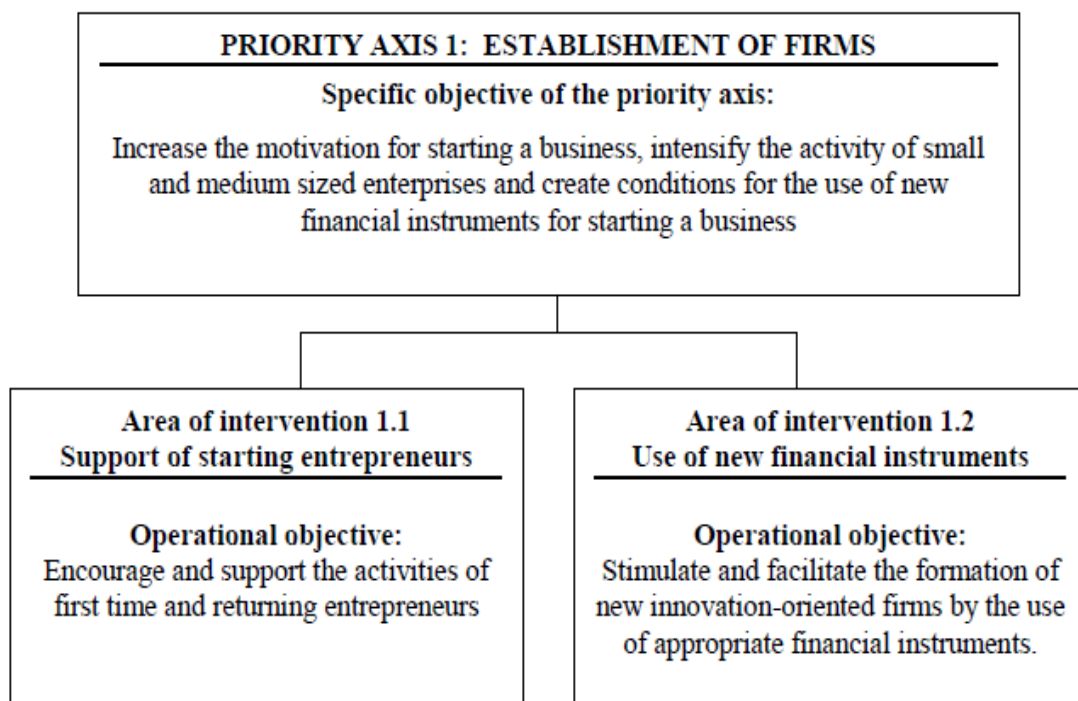 PRIORITY AXIS 1: ESTABLISHMENT OF FIRMS
Specific objective of the priority axis:
Increase the motivation for starting a business, intensify the activity of small
and medium sized enterprises and create conditions for the use of new
financial instruments for starting a business
Area of intervention 1.1
Support of starting entrepreneurs
Operational objective:
Encourage and support the activities of
first time and returning entrepreneurs
Area of intervention 1.2
Use of new financial instruments
Operational objective:
Stimulate and facilitate the formation of
new innovation-oriented firms by the use
of appropriate financial instruments.